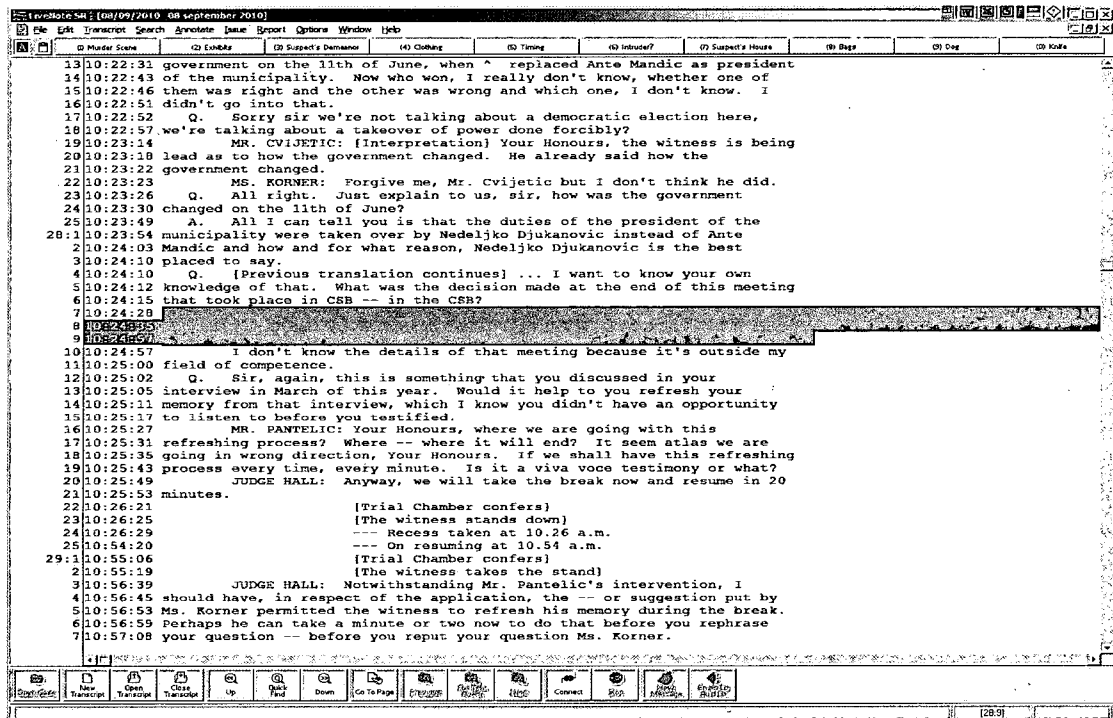 LiveNote SR - [08/09/2010 08 september 2010]
File Edit Transcript Search Annotate Issue Report Options Window Help
(1) Murder Scene (2) Exhibits (3) Suspect's Demeanor (4) Clothing (5) Timing (6) Intruder? (7) Suspect's House (8) Bags (9) Dog (0) Knife
13 10:22:31 government on the 11th of June, when ^ replaced Ante Mandic as president
14 10:22:43 of the municipality. Now who won, I really don't know, whether one of
15 10:22:46 them was right and the other was wrong and which one, I don't know. I
16 10:22:51 didn't go into that.
17 10:22:52 Q. Sorry sir we're not talking about a democratic election here,
18 10:22:57 we're talking about a takeover of power done forcibly?
19 10:23:14 MR. CVIJETIC: [Interpretation] Your Honours, the witness is being
20 10:23:18 lead as to how the government changed. He already said how the
21 10:23:22 government changed.
22 10:23:23 MS. KORNER: Forgive me, Mr. Cvijetic but I don't think he did.
23 10:23:26 Q. All right. Just explain to us, sir, how was the government
24 10:23:30 changed on the 11th of June?
25 10:23:49 A. All I can tell you is that the duties of the president of the
28:1 10:23:54 municipality were taken over by Nedeljko Djukanovic instead of Ante
2 10:24:03 Mandic and how and for what reason, Nedeljko Djukanovic is the best
3 10:24:10 placed to say.
4 10:24:10 Q. [Previous translation continues] ... I want to know your own
5 10:24:12 knowledge of that. What was the decision made at the end of this meeting
6 10:24:15 that took place in CSB -- in the CSB?
7 10:24:28
8 10:24:35
9 10:24:57
10 10:24:57 I don't know the details of that meeting because it's outside my
11 10:25:00 field of competence.
12 10:25:02 Q. Sir, again, this is something that you discussed in your
13 10:25:05 interview in March of this year. Would it help to you refresh your
14 10:25:11 memory from that interview, which I know you didn't have an opportunity
15 10:25:17 to listen to before you testified.
16 10:25:27 MR. PANTELIC: Your Honours, where we are going with this
17 10:25:31 refreshing process? Where -- where it will end? It seem atlas we are
18 10:25:35 going in wrong direction, Your Honours. If we shall have this refreshing
19 10:25:43 process every time, every minute. Is it a viva voce testimony or what?
20 10:25:49 JUDGE HALL: Anyway, we will take the break now and resume in 20
21 10:25:53 minutes.
22 10:26:21 [Trial Chamber confers]
23 10:26:25 [The witness stands down]
24 10:26:29 --- Recess taken at 10.26 a.m.
25 10:54:20 --- On resuming at 10.54 a.m.
29:1 10:55:06 [Trial Chamber confers]
2 10:55:19 [The witness takes the stand]
3 10:56:39 JUDGE HALL: Notwithstanding Mr. Pantelic's intervention, I
4 10:56:45 should have, in respect of the application, the -- or suggestion put by
5 10:56:53 Ms. Korner permitted the witness to refresh his memory during the break.
6 10:56:59 Perhaps he can take a minute or two now to do that before you rephrase
7 10:57:08 your question -- before you reput your question Ms. Korner.
New Transcript Open Transcript Close Transcript Up Quick Find Down Go To Page Connect Enable Audio
[28:9]